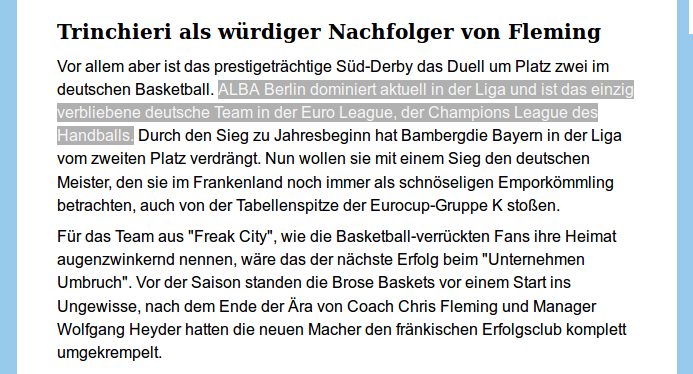 Trinchieri als würdiger Nachfolger von Fleming
Vor allem aber ist das prestigeträchtige Süd-Derby das Duell um Platz zwei im
deutschen Basketball. ALBA Berlin dominiert aktuell in der Liga und ist das einzig
verbliebene deutsche Team in der Euro League, der Champions League des
Handballs. Durch den Sieg zu Jahresbeginn hat Bambergdie Bayern in der Liga
vom zweiten Platz verdrängt. Nun wollen sie mit einem Sieg den deutschen
Meister, den sie im Frankenland noch immer als schnöseligen Emporkömmling
betrachten, auch von der Tabellenspitze der Eurocup-Gruppe K stoßen.
Für das Team aus "Freak City", wie die Basketball-verrückten Fans ihre Heimat
augenzwinkernd nennen, wäre das der nächste Erfolg beim "Unternehmen
Umbruch". Vor der Saison standen die Brose Baskets vor einem Start ins
Ungewisse, nach dem Ende der Ära von Coach Chris Fleming und Manager
Wolfgang Heyder hatten die neuen Macher den fränkischen Erfolgsclub komplett
umgekrempelt.